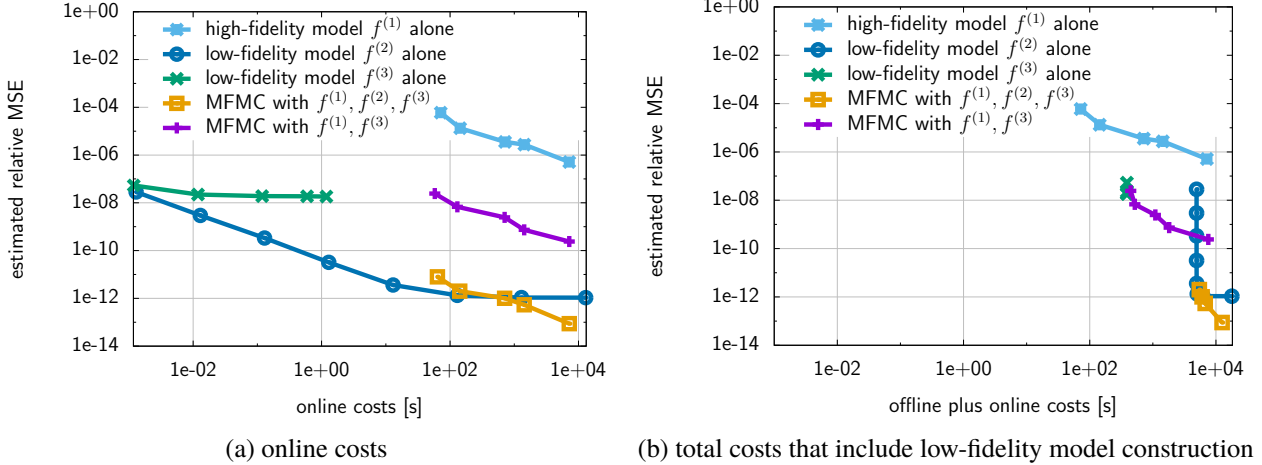 estimated relative MSE
1e+00
1e-02
1e-04
1e-06
1e-08
1e-10
1e-12
1e-14
high-fidelity model f^(1) alone
low-fidelity model f^(2) alone
low-fidelity model f^(3) alone
MFMC with f^(1), f^(2), f^(3)
MFMC with f^(1), f^(3)
1e-02 1e+00 1e+02 1e+04
online costs [s]
(a) online costs
estimated relative MSE
1e+00
1e-02
1e-04
1e-06
1e-08
1e-10
1e-12
1e-14
high-fidelity model f^(1) alone
low-fidelity model f^(2) alone
low-fidelity model f^(3) alone
MFMC with f^(1), f^(2), f^(3)
MFMC with f^(1), f^(3)
1e-02 1e+00 1e+02 1e+04
offline plus online costs [s]
(b) total costs that include low-fidelity model construction